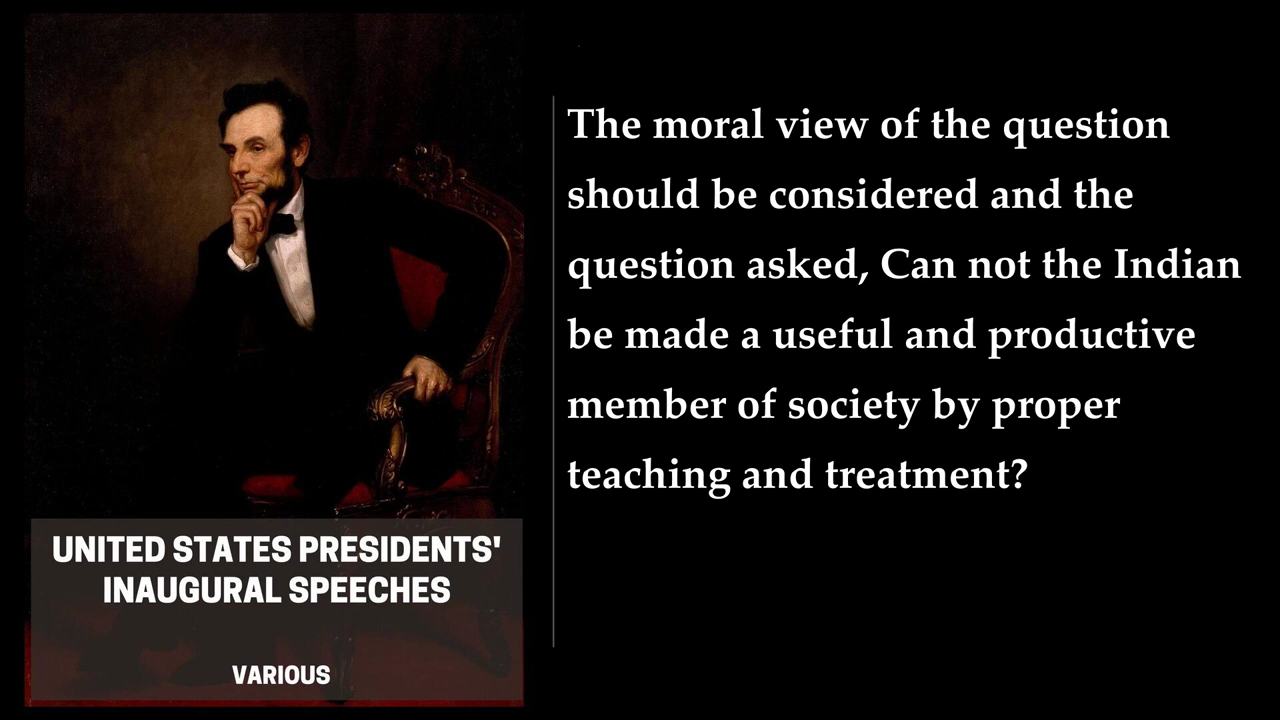 The moral view of the question
should be considered and the
question asked, Can not the Indian
be made a useful and productive
member of society by proper
teaching and treatment?
UNITED STATES PRESIDENTS'
INAUGURAL SPEECHES
VARIOUS